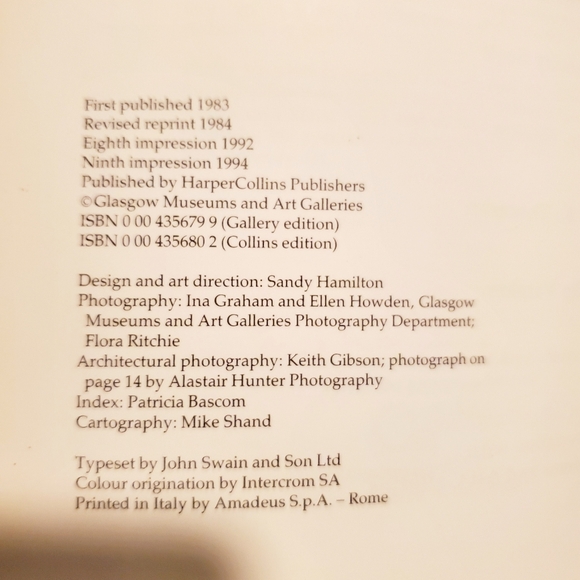 First published 1983
Revised reprint 1984
Eighth impression 1992
Ninth impression 1994
Published by HarperCollins Publishers
©Glasgow Museums and Art Galleries
ISBN 0 00 435679 9 (Gallery edition)
ISBN 0 00 435680 2 (Collins edition)
Design and art direction: Sandy Hamilton
Photography: Ina Graham and Ellen Howden, Glasgow
Museums and Art Galleries Photography Department;
Flora Ritchie
Architectural photography: Keith Gibson; photograph on
page 14 by Alastair Hunter Photography
Index: Patricia Bascom
Cartography: Mike Shand
Typeset by John Swain and Son Ltd
Colour origination by Intercrom SA
Printed in Italy by Amadeus S.p.A. – Rome